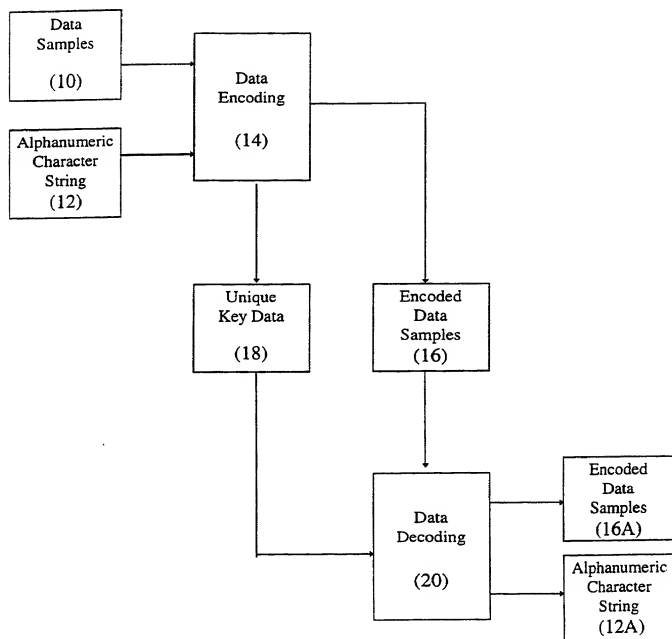 Data
Samples
(10)
Data
Encoding
(14)
Alphanumeric
Character
String
(12)
Unique
Key Data
(18)
Encoded
Data
Samples
(16)
Data
Decoding
(20)
Encoded
Data
Samples
(16A)
Alphanumeric
Character
String
(12A)